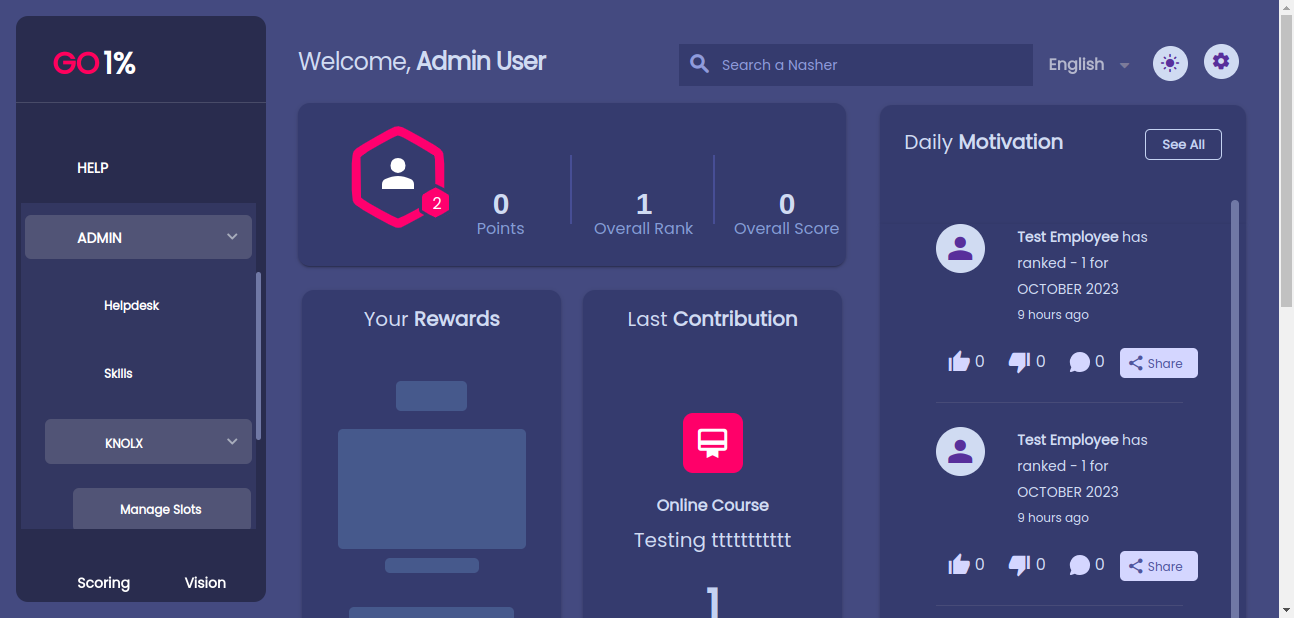 GO 1%
HELP
ADMIN
Helpdesk
Skills
KNOLX
Manage Slots
Scoring Vision
Welcome, Admin User
Search a Nasher
English
2
0
Points
1
Overall Rank
0
Overall Score
Your Rewards
Last Contribution
Online Course
Testing ttttttttttt
1
Daily Motivation
See All
Test Employee has
ranked - 1 for
OCTOBER 2023
9 hours ago
0 0 0 Share
Test Employee has
ranked - 1 for
OCTOBER 2023
9 hours ago
0 0 0 Share